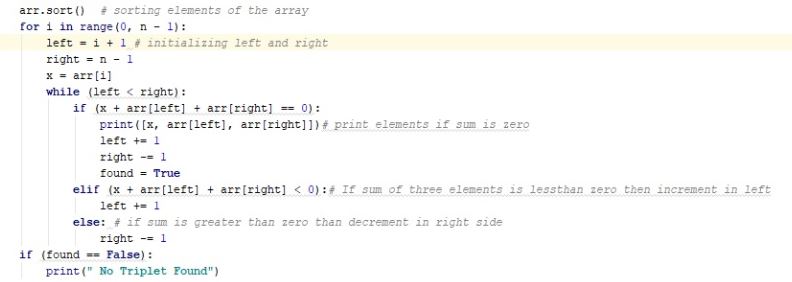 arr.sort()  # sorting elements of the array
for i in range(0, n - 1):
    left = i + 1 # initializing left and right
    right = n - 1
    x = arr[i]
    while (left < right):
        if (x + arr[left] + arr[right] == 0):
            print([x, arr[left], arr[right]])# print elements if sum is zero
            left += 1
            right -= 1
            found = True
        elif (x + arr[left] + arr[right] < 0):# If sum of three elements is lessthan zero then increment in left
            left += 1
        else: # if sum is greater than zero than decrement in right side
            right -= 1
if (found == False):
    print(" No Triplet Found")